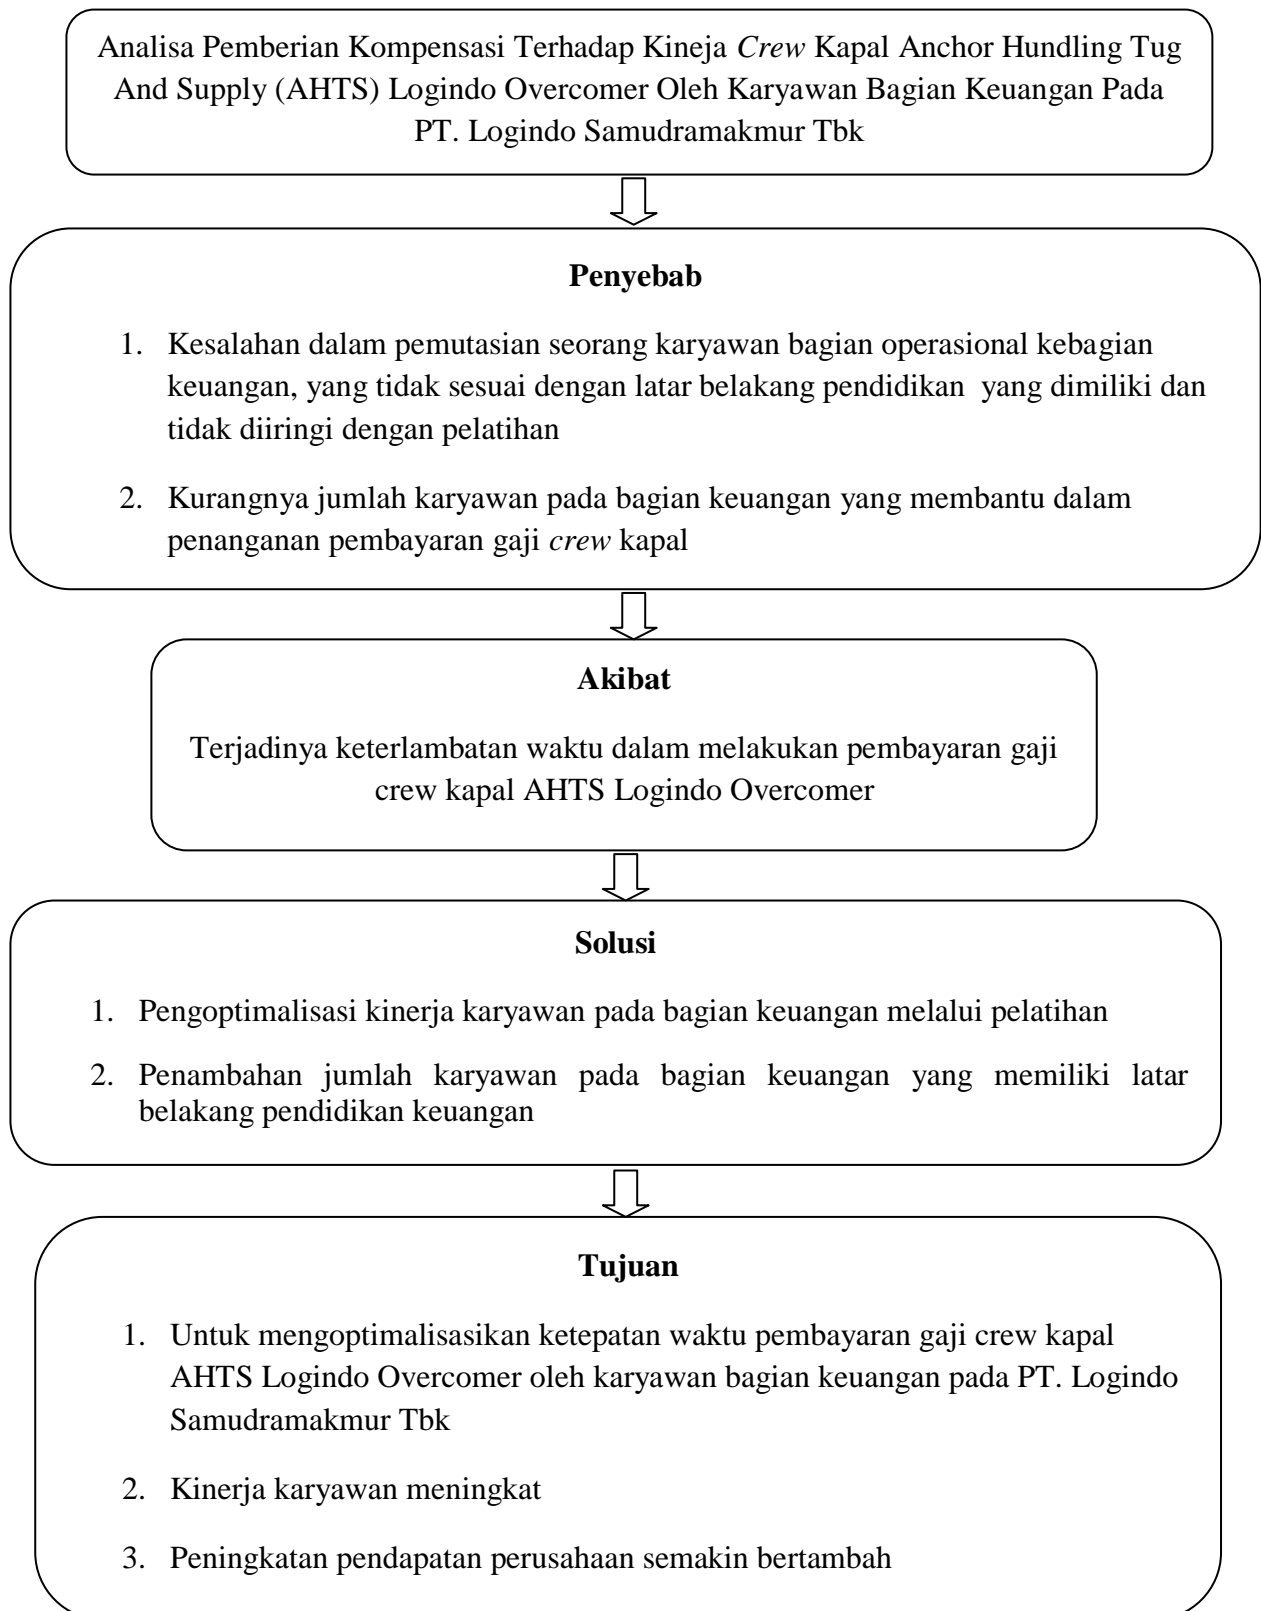 Analisa Pemberian Kompensasi Terhadap Kineja Crew Kapal Anchor Hundling Tug
And Supply (AHTS) Logindo Overcomer Oleh Karyawan Bagian Keuangan Pada
PT. Logindo Samudramakmur Tbk
Penyebab
1. Kesalahan dalam pemutasian seorang karyawan bagian operasional kebagian
keuangan, yang tidak sesuai dengan latar belakang pendidikan yang dimiliki dan
tidak diiringi dengan pelatihan
2. Kurangnya jumlah karyawan pada bagian keuangan yang membantu dalam
penanganan pembayaran gaji crew kapal
Akibat
Terjadinya keterlambatan waktu dalam melakukan pembayaran gaji
crew kapal AHTS Logindo Overcomer
Solusi
1. Pengoptimalisasi kinerja karyawan pada bagian keuangan melalui pelatihan
2. Penambahan jumlah karyawan pada bagian keuangan yang memiliki latar
belakang pendidikan keuangan
Tujuan
1. Untuk mengoptimalisasikan ketepatan waktu pembayaran gaji crew kapal
AHTS Logindo Overcomer oleh karyawan bagian keuangan pada PT. Logindo
Samudramakmur Tbk
2. Kinerja karyawan meningkat
3. Peningkatan pendapatan perusahaan semakin bertambah